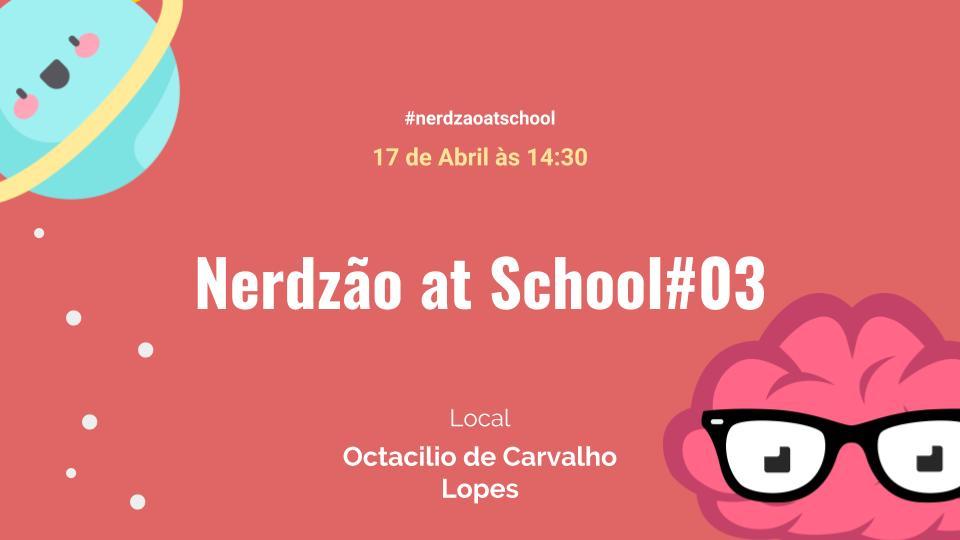 #nerdzaoatschool
17 de Abril às 14:30
Nerdzão at School#03
Local
Octacilio de Carvalho
Lopes